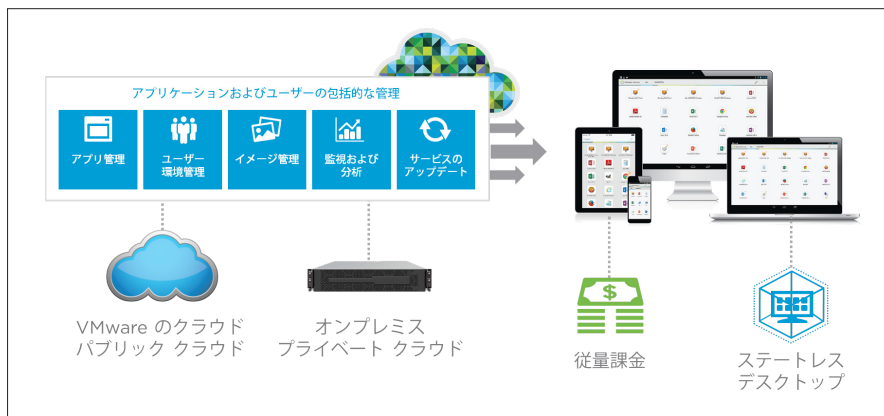 アプリケーションおよびユーザーの包括的な管理
アプリ管理
ユーザー
環境管理
イメージ管理
監視および
分析
サービスの
アップデート
VMware のクラウド
パブリック クラウド
オンプレミス
プライベート クラウド
$
従量課金
ステートレス
デスクトップ